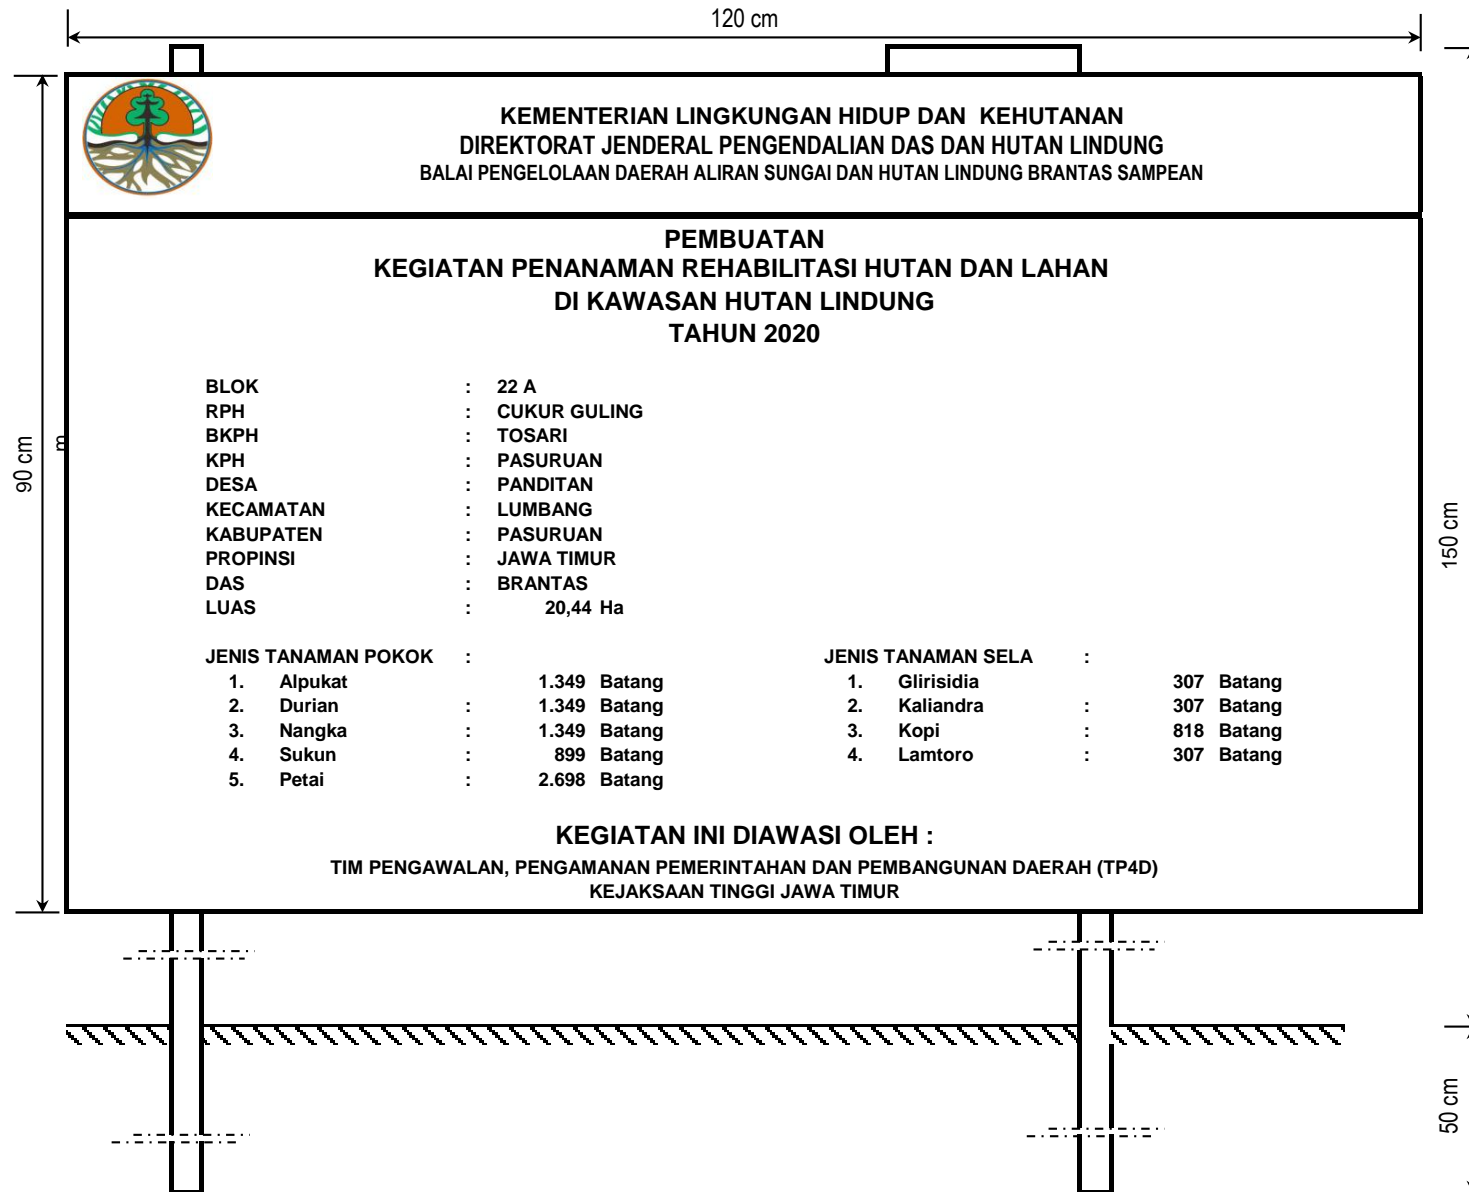 120 cm
KEMENTERIAN LINGKUNGAN HIDUP DAN KEHUTANAN
DIREKTORAT JENDERAL PENGENDALIAN DAS DAN HUTAN LINDUNG
BALAI PENGELOLAAN DAERAH ALIRAN SUNGAI DAN HUTAN LINDUNG BRANTAS SAMPEAN
PEMBUATAN
KEGIATAN PENANAMAN REHABILITASI HUTAN DAN LAHAN
DI KAWASAN HUTAN LINDUNG
TAHUN 2020
BLOK : 22 A
RPH : CUKUR GULING
BKPH : TOSARI
KPH : PASURUAN
DESA : PANDITAN
KECAMATAN : LUMBANG
KABUPATEN : PASURUAN
PROPINSI : JAWA TIMUR
DAS : BRANTAS
LUAS : 20,44 Ha
90 cm
m
150 cm
JENIS TANAMAN POKOK :
1. Alpukat 1.349 Batang
2. Durian : 1.349 Batang
3. Nangka : 1.349 Batang
4. Sukun : 899 Batang
5. Petai : 2.698 Batang
JENIS TANAMAN SELA :
1. Glirisidia 307 Batang
2. Kaliandra : 307 Batang
3. Kopi : 818 Batang
4. Lamtoro : 307 Batang
KEGIATAN INI DIAWASI OLEH :
TIM PENGAWALAN, PENGAMANAN PEMERINTAHAN DAN PEMBANGUNAN DAERAH (TP4D)
KEJAKSAAN TINGGI JAWA TIMUR
50 cm